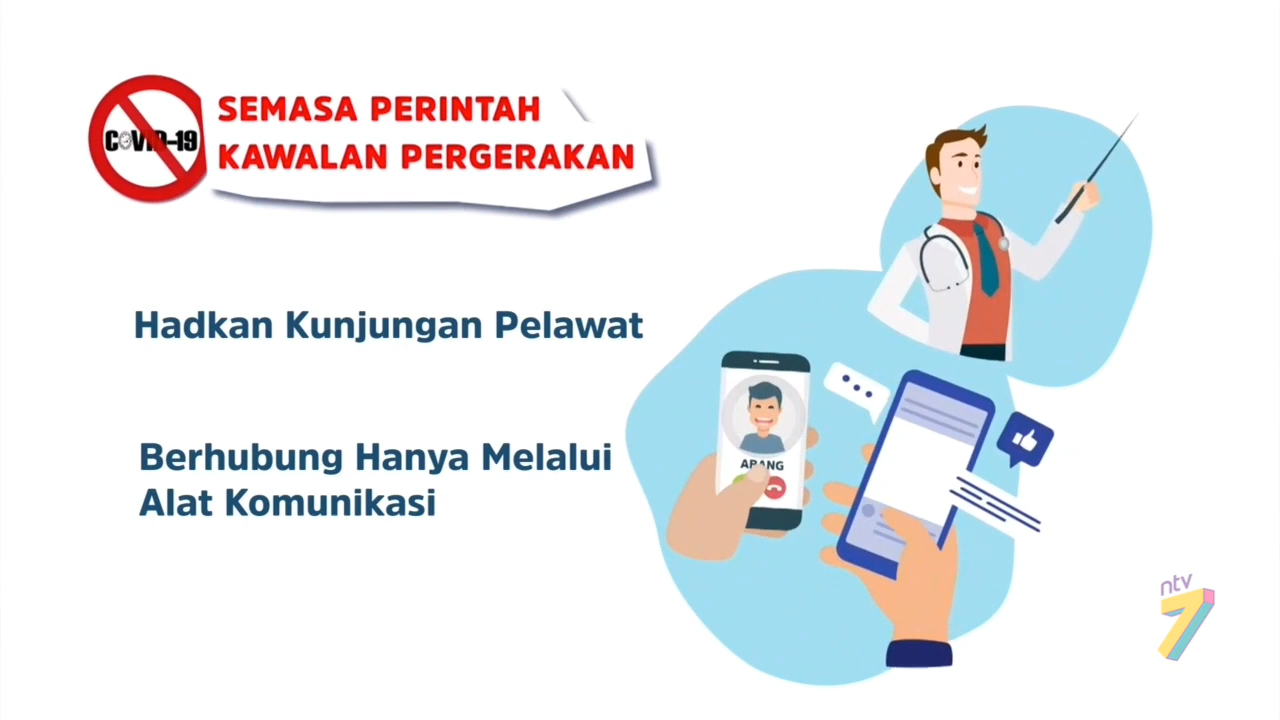 COVID-19
SEMASA PERINTAH
KAWALAN PERGERAKAN
Hadkan Kunjungan Pelawat
Berhubung Hanya Melalui
Alat Komunikasi
ABANG
ntv
7